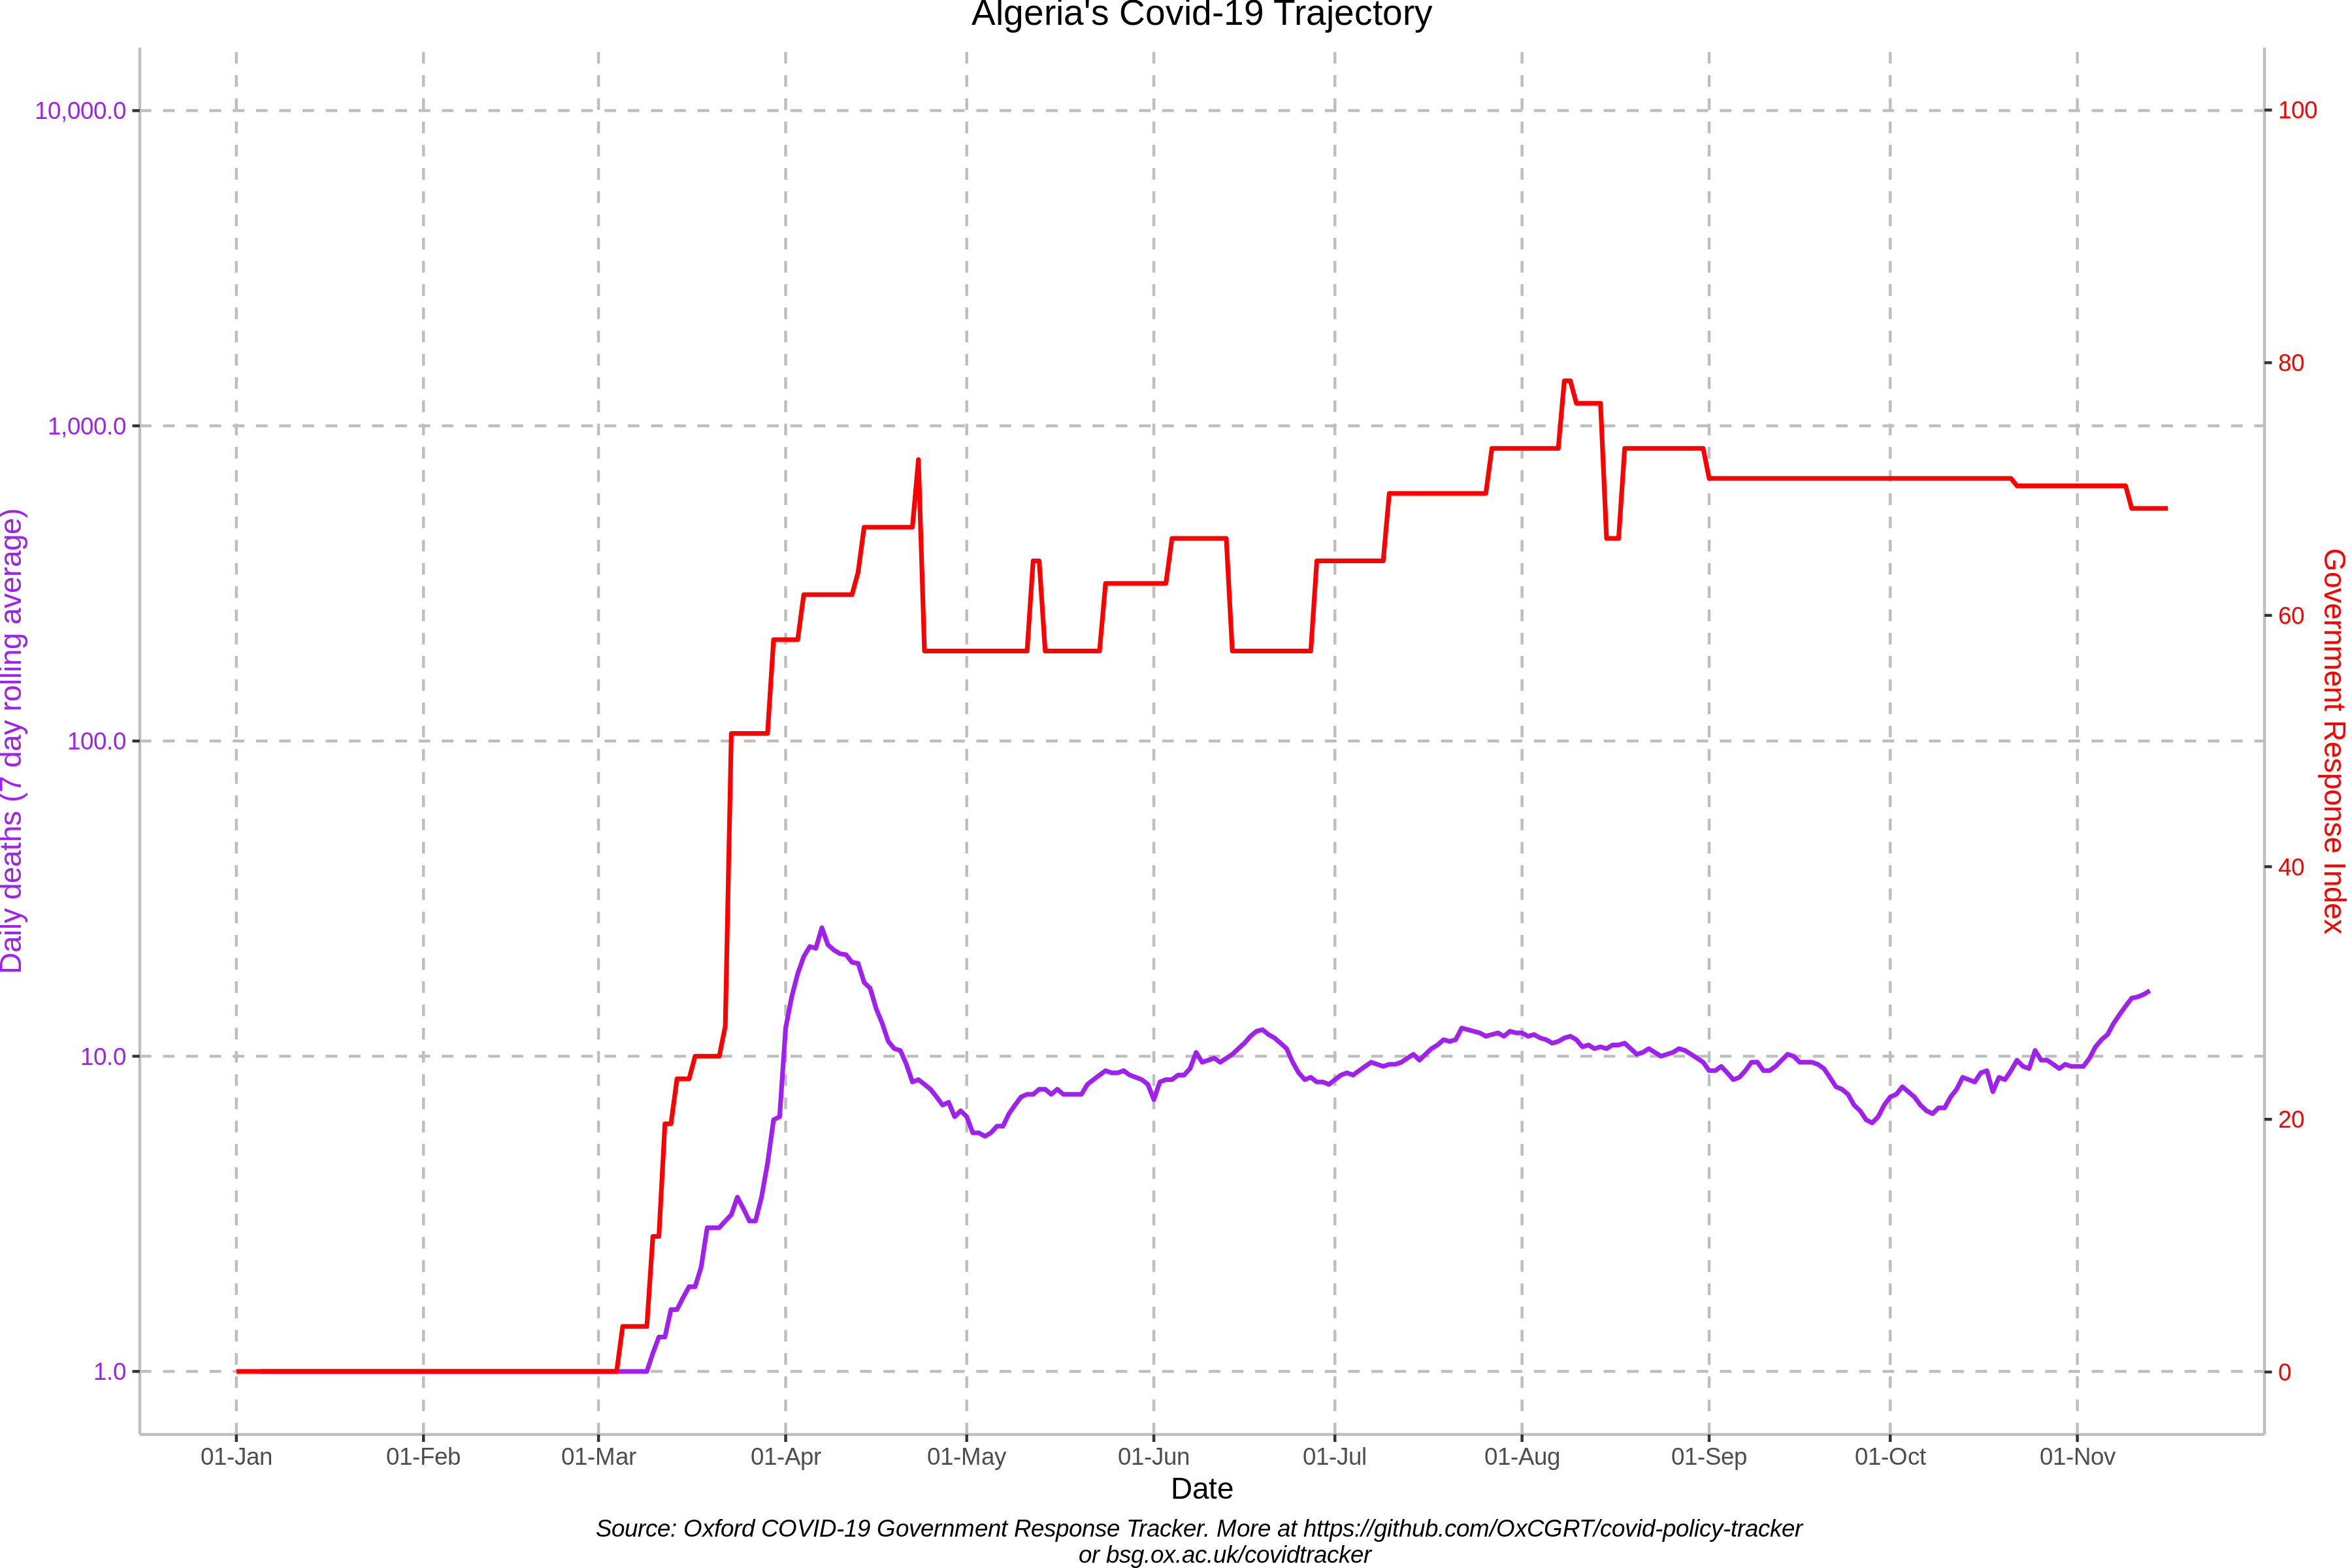 Algeria's Covid-19 Trajectory
10,000.0
1,000.0
100.0
10.0
1.0
Daily deaths (7 day rolling average)
100
80
60
40
20
0
Government Response Index
01-Jan 01-Feb 01-Mar 01-Apr 01-May 01-Jun 01-Jul 01-Aug 01-Sep 01-Oct 01-Nov
Date
Source: Oxford COVID-19 Government Response Tracker. More at https://github.com/OxCGRT/covid-policy-tracker
or bsg.ox.ac.uk/covidtracker